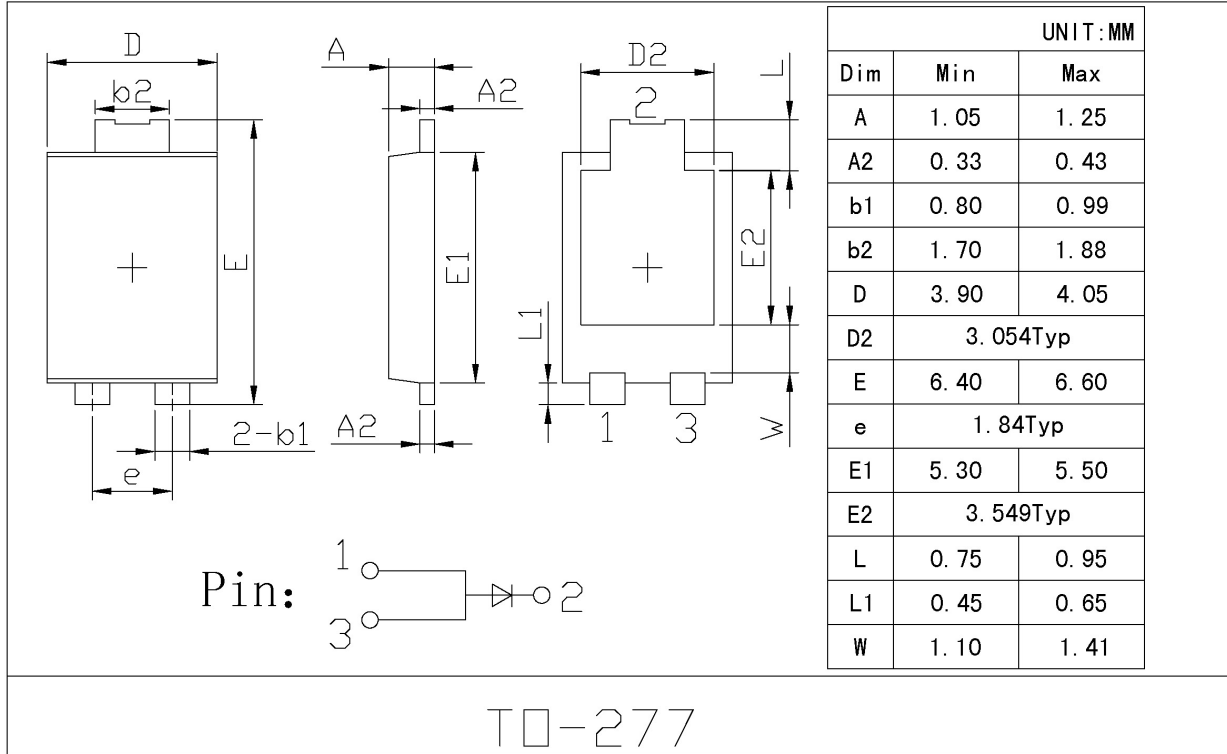 D
b2
E
2-b1
e
A
A2
E1
L1
A2
D2
2
L
E2
W
1 3
Pin:
1
3
2
UNIT:MM
Dim Min Max
A 1.05 1.25
A2 0.33 0.43
b1 0.80 0.99
b2 1.70 1.88
D 3.90 4.05
D2 3.054Typ
E 6.40 6.60
e 1.84Typ
E1 5.30 5.50
E2 3.549Typ
L 0.75 0.95
L1 0.45 0.65
W 1.10 1.41
TO-277